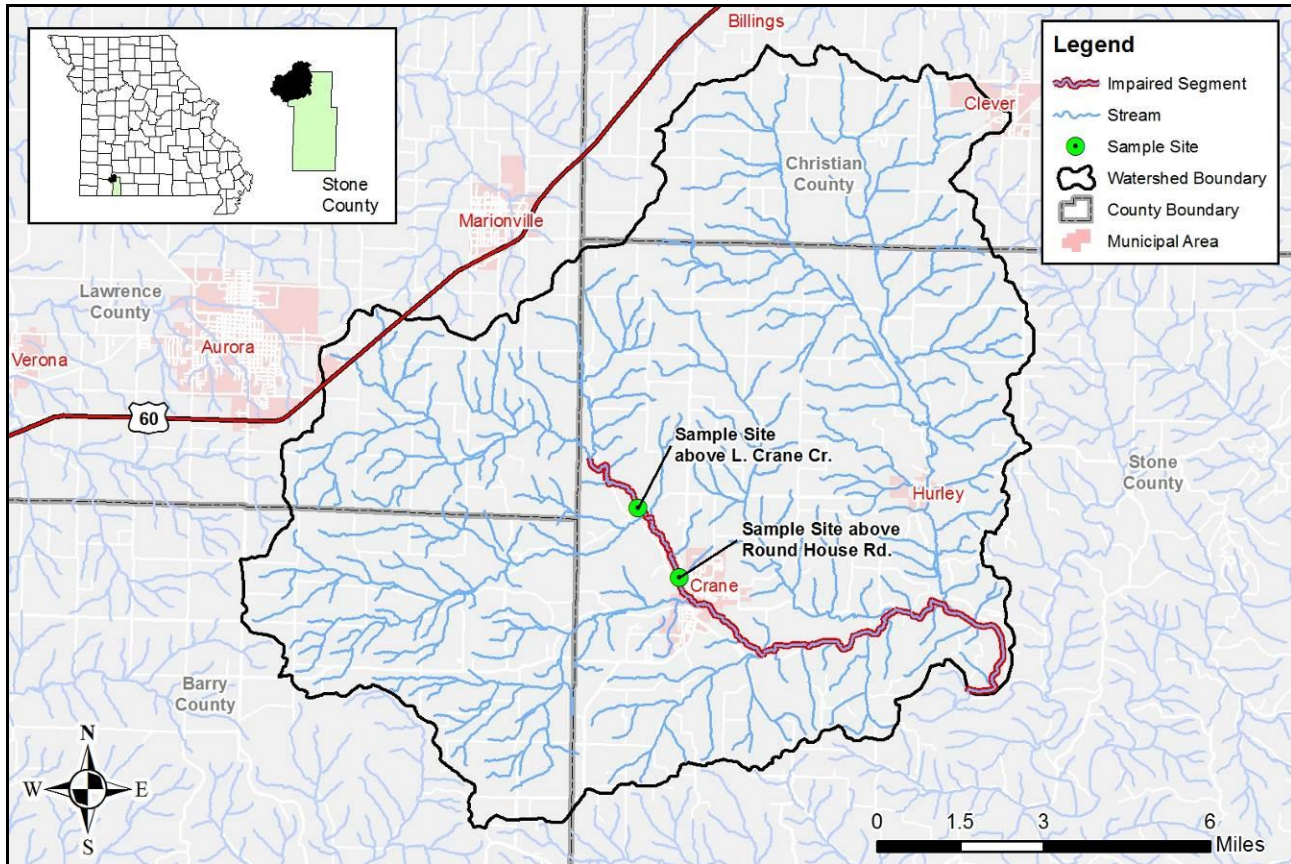 Billings
Legend
Impaired Segment
Stream
Sample Site
Watershed Boundary
County Boundary
Municipal Area
Stone
County
Clever
Christian
County
Marionville
Lawrence
County
Verona
Aurora
60
Sample Site
above L. Crane Cr.
Stone
County
Hurley
Sample Site above
Round House Rd.
Crane
Barry
County
N
W
E
S
0 1.5 3 6
Miles